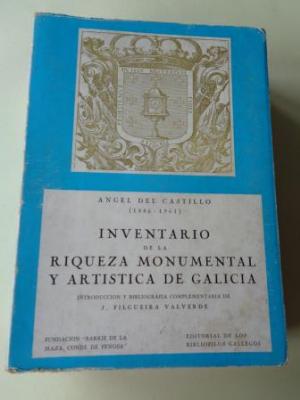 ANGEL DEL CASTILLO
(1886-1961)
INVENTARIO
DE LA
RIQUEZA MONUMENTAL
Y ARTISTICA DE GALICIA
INTRODUCCION Y BIBLIOGRAFIA COMPLEMENTARIA DE
J. FILGUEIRA VALVERDE
FUNDACION "BARRIE DE LA
MAZA, CONDE DE FENOSA"
EDITORIAL DE LOS
BIBLIOFILOS GALLEGOS